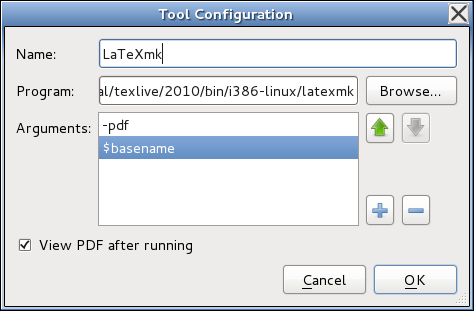 Tool Configuration
Name: LaTeXmk
Program: al/texlive/2010/bin/i386-linux/latexmk Browse...
Arguments: -pdf
$basename
View PDF after running
Cancel OK